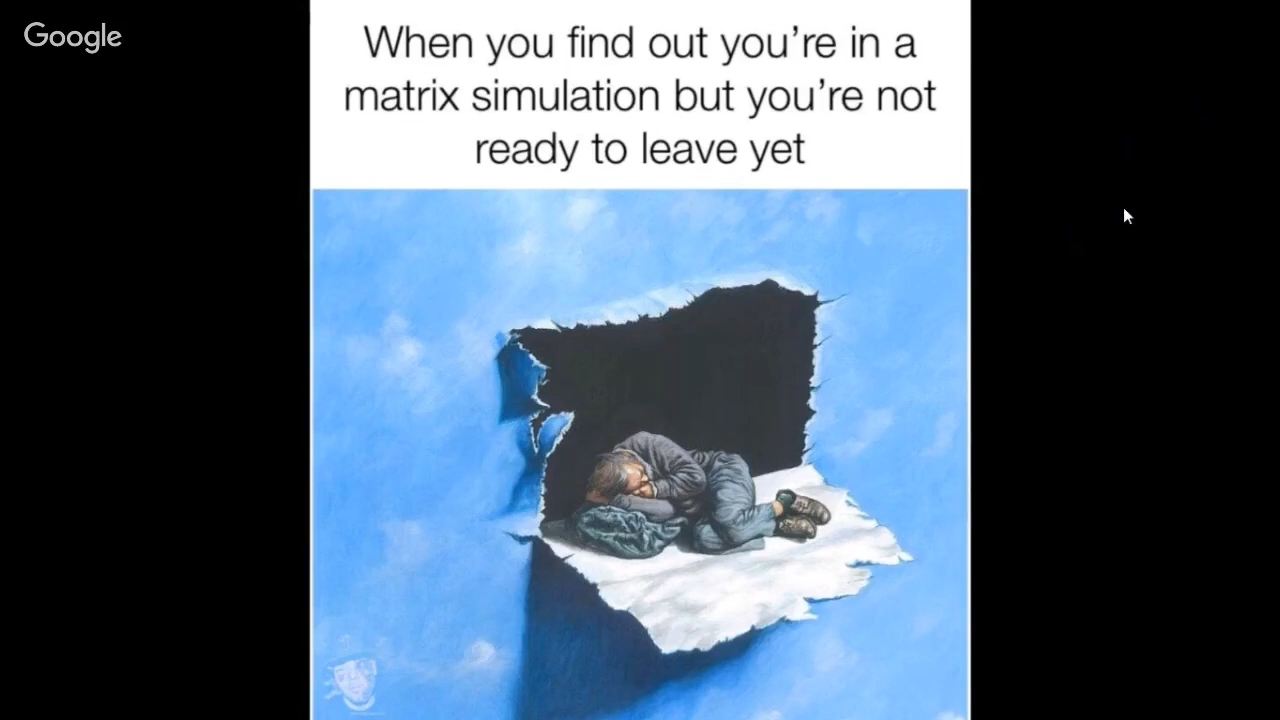 Google
When you find out you're in a
matrix simulation but you're not
ready to leave yet